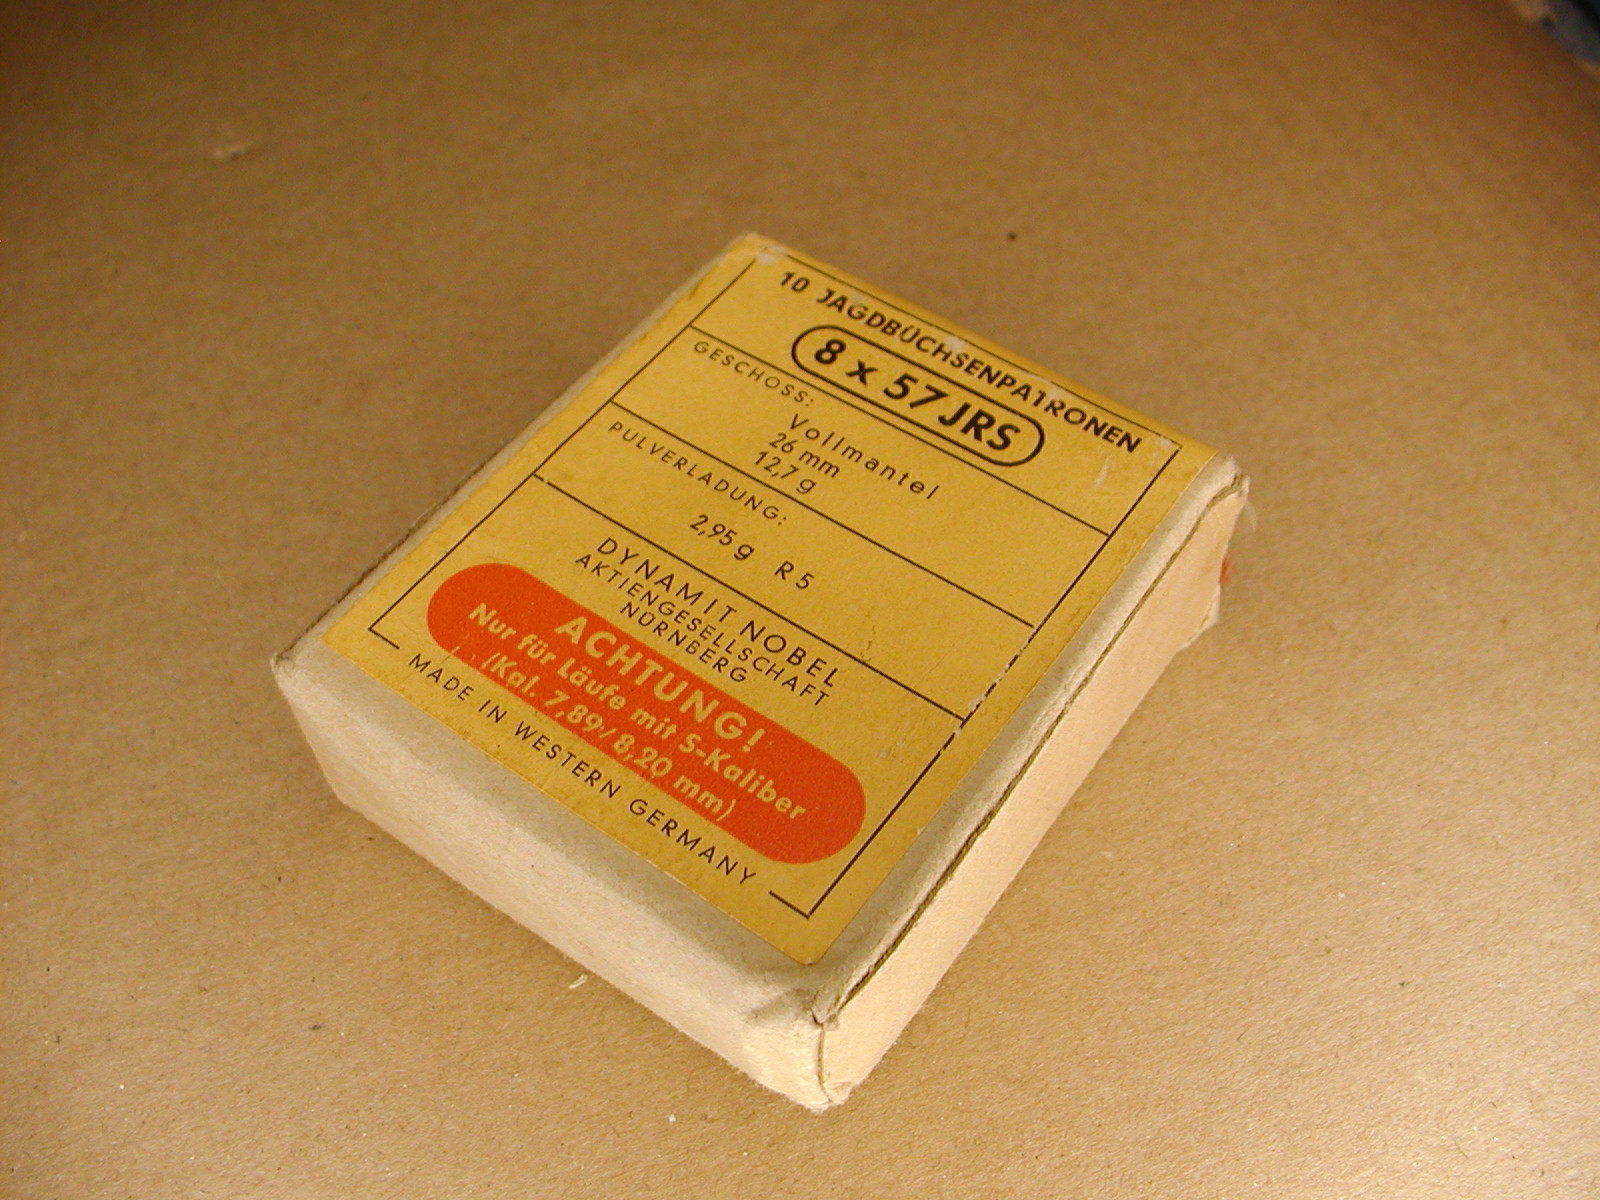 10 JAGDBÜCHSENPATRONEN
8 x 57 JRS
GESCHOSS:
Vollmantel
26 mm
12,7 g
PULVERLADUNG:
2,95 g R 5
DYNAMIT NOBEL
AKTIENGESELLSCHAFT
NÜRNBERG
ACHTUNG!
Nur für Läufe mit S-Kaliber
(Kal. 7,89/8,20 mm)
MADE IN WESTERN GERMANY